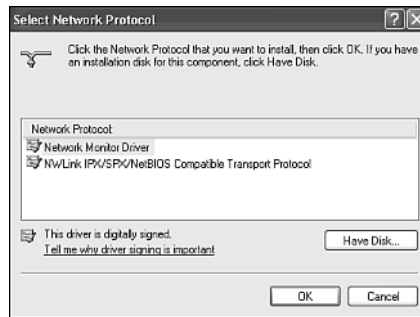 Select Network Protocol
Click the Network Protocol that you want to install, then click OK. If you have
an installation disk for this component, click Have Disk.
Network Protocol:
Network Monitor Driver
NWLink IPX/SPX/NetBIOS Compatible Transport Protocol
This driver is digitally signed.
Tell me why driver signing is important
Have Disk...
OK
Cancel